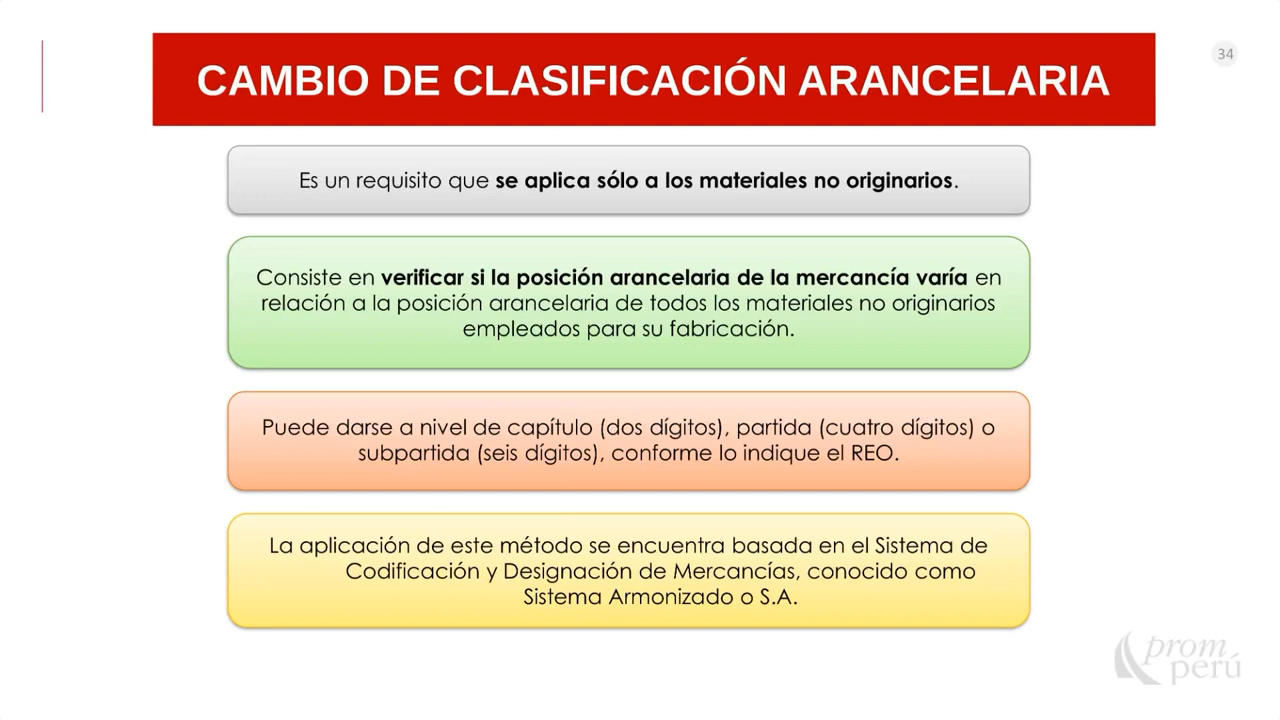 34
CAMBIO DE CLASIFICACIÓN ARANCELARIA
Es un requisito que se aplica sólo a los materiales no originarios.
Consiste en verificar si la posición arancelaria de la mercancía varía en
relación a la posición arancelaria de todos los materiales no originarios
empleados para su fabricación.
Puede darse a nivel de capítulo (dos dígitos), partida (cuatro dígitos) o
subpartida (seis dígitos), conforme lo indique el REO.
La aplicación de este método se encuentra basada en el Sistema de
Codificación y Designación de Mercancías, conocido como
Sistema Armonizado o S.A.
prom
perú